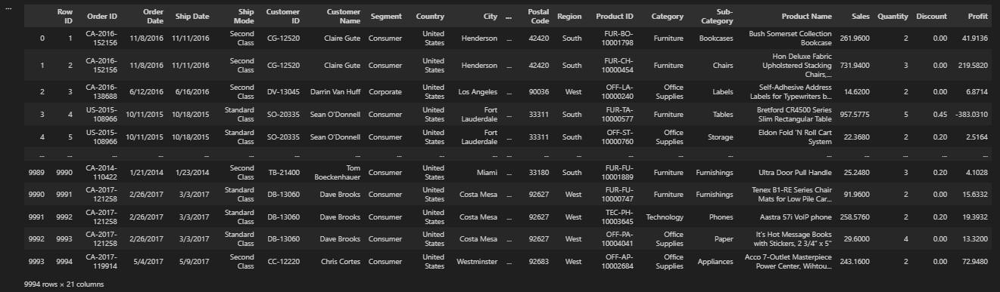 ...
Row ID Order ID Order Date Ship Date Ship Mode Customer ID Customer Name Segment Country City ... Postal Code Region Product ID Category Sub-Category Product Name Sales Quantity Discount Profit
0 1 CA-2016-152156 11/8/2016 11/11/2016 Second Class CG-12520 Claire Gute Consumer United States Henderson ... 42420 South FUR-BO-10001798 Furniture Bookcases Bush Somerset Collection Bookcase 261.9600 2 0.00 41.9136
1 2 CA-2016-152156 11/8/2016 11/11/2016 Second Class CG-12520 Claire Gute Consumer United States Henderson ... 42420 South FUR-CH-10000454 Furniture Chairs Hon Deluxe Fabric Upholstered Stacking Chairs,... 731.9400 3 0.00 219.5820
2 3 CA-2016-138688 6/12/2016 6/16/2016 Second Class DV-13045 Darrin Van Huff Corporate United States Los Angeles ... 90036 West OFF-LA-10000240 Office Supplies Labels Self-Adhesive Address Labels for Typewriters b... 14.6200 2 0.00 6.8714
3 4 US-2015-108966 10/11/2015 10/18/2015 Standard Class SO-20335 Sean O'Donnell Consumer United States Fort Lauderdale ... 33311 South FUR-TA-10000577 Furniture Tables Bretford CR4500 Series Slim Rectangular Table 957.5775 5 0.45 -383.0310
4 5 US-2015-108966 10/11/2015 10/18/2015 Standard Class SO-20335 Sean O'Donnell Consumer United States Fort Lauderdale ... 33311 South OFF-ST-10000760 Office Supplies Storage Eldon Fold 'N Roll Cart System 22.3680 2 0.20 2.5164
... ... ... ... ... ... ... ... ... ... ... ... ... ... ... ... ... ... ... ... ... ...
9989 9990 CA-2014-110422 1/21/2014 1/23/2014 Second Class TB-21400 Tom Boeckenhauer Consumer United States Miami ... 33180 South FUR-FU-10001889 Furniture Furnishings Ultra Door Pull Handle 25.2480 3 0.20 4.1028
9990 9991 CA-2017-121258 2/26/2017 3/3/2017 Standard Class DB-13060 Dave Brooks Consumer United States Costa Mesa ... 92627 West FUR-FU-10000747 Furniture Furnishings Tenex B1-RE Series Chair Mats for Low Pile Car... 91.9600 2 0.00 15.6332
9991 9992 CA-2017-121258 2/26/2017 3/3/2017 Standard Class DB-13060 Dave Brooks Consumer United States Costa Mesa ... 92627 West TEC-PH-10003645 Technology Phones Aastra 57i VoIP phone 258.5760 2 0.20 19.3932
9992 9993 CA-2017-121258 2/26/2017 3/3/2017 Standard Class DB-13060 Dave Brooks Consumer United States Costa Mesa ... 92627 West OFF-PA-10004041 Office Supplies Paper It's Hot Message Books with Stickers, 2 3/4" x 5" 29.6000 4 0.00 13.3200
9993 9994 CA-2017-119914 5/4/2017 5/9/2017 Second Class CC-12220 Chris Cortes Consumer United States Westminster ... 92683 West OFF-AP-10002684 Office Supplies Appliances Acco 7-Outlet Masterpiece Power Center, Wihtou... 243.1600 2 0.00 72.9480
9994 rows × 21 columns